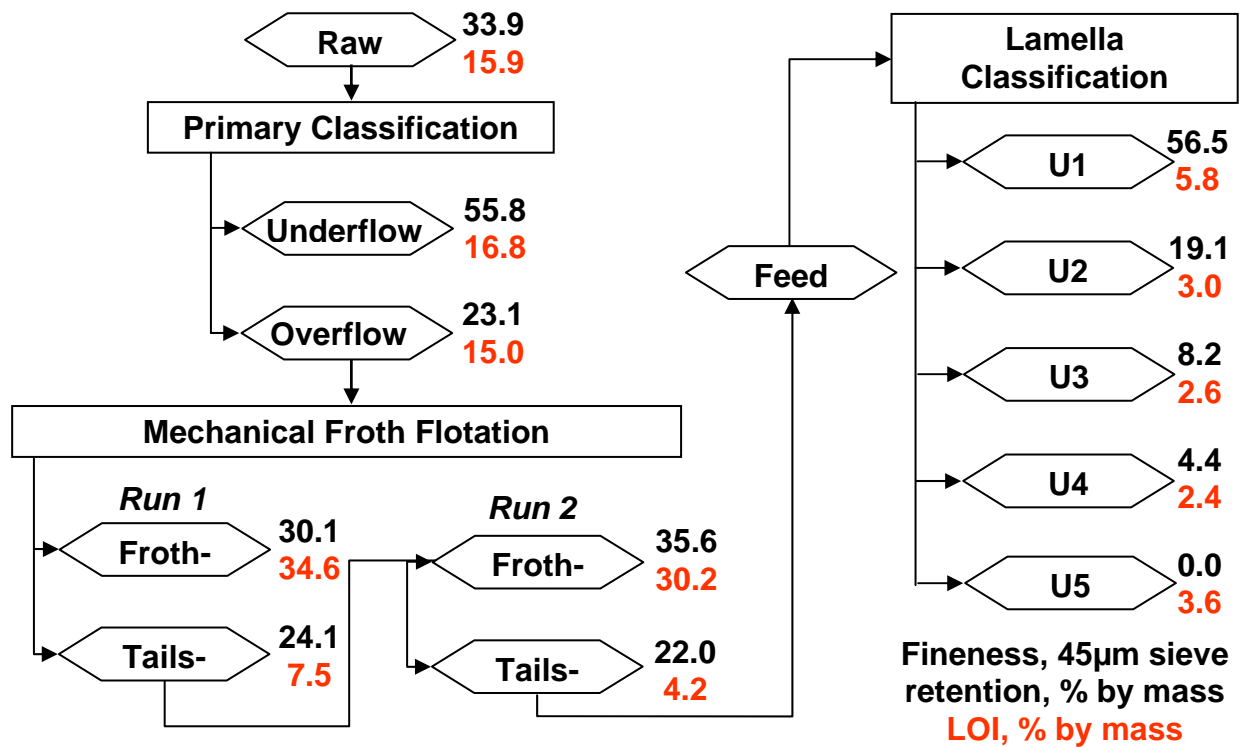 Raw
33.9
15.9
Primary Classification
Underflow
55.8
16.8
Overflow
23.1
15.0
Mechanical Froth Flotation
Run 1
Froth-
30.1
34.6
Tails-
24.1
7.5
Run 2
Froth-
35.6
30.2
Tails-
22.0
4.2
Feed
Lamella
Classification
U1
56.5
5.8
U2
19.1
3.0
U3
8.2
2.6
U4
4.4
2.4
U5
0.0
3.6
Fineness, 45µm sieve
retention, % by mass
LOI, % by mass